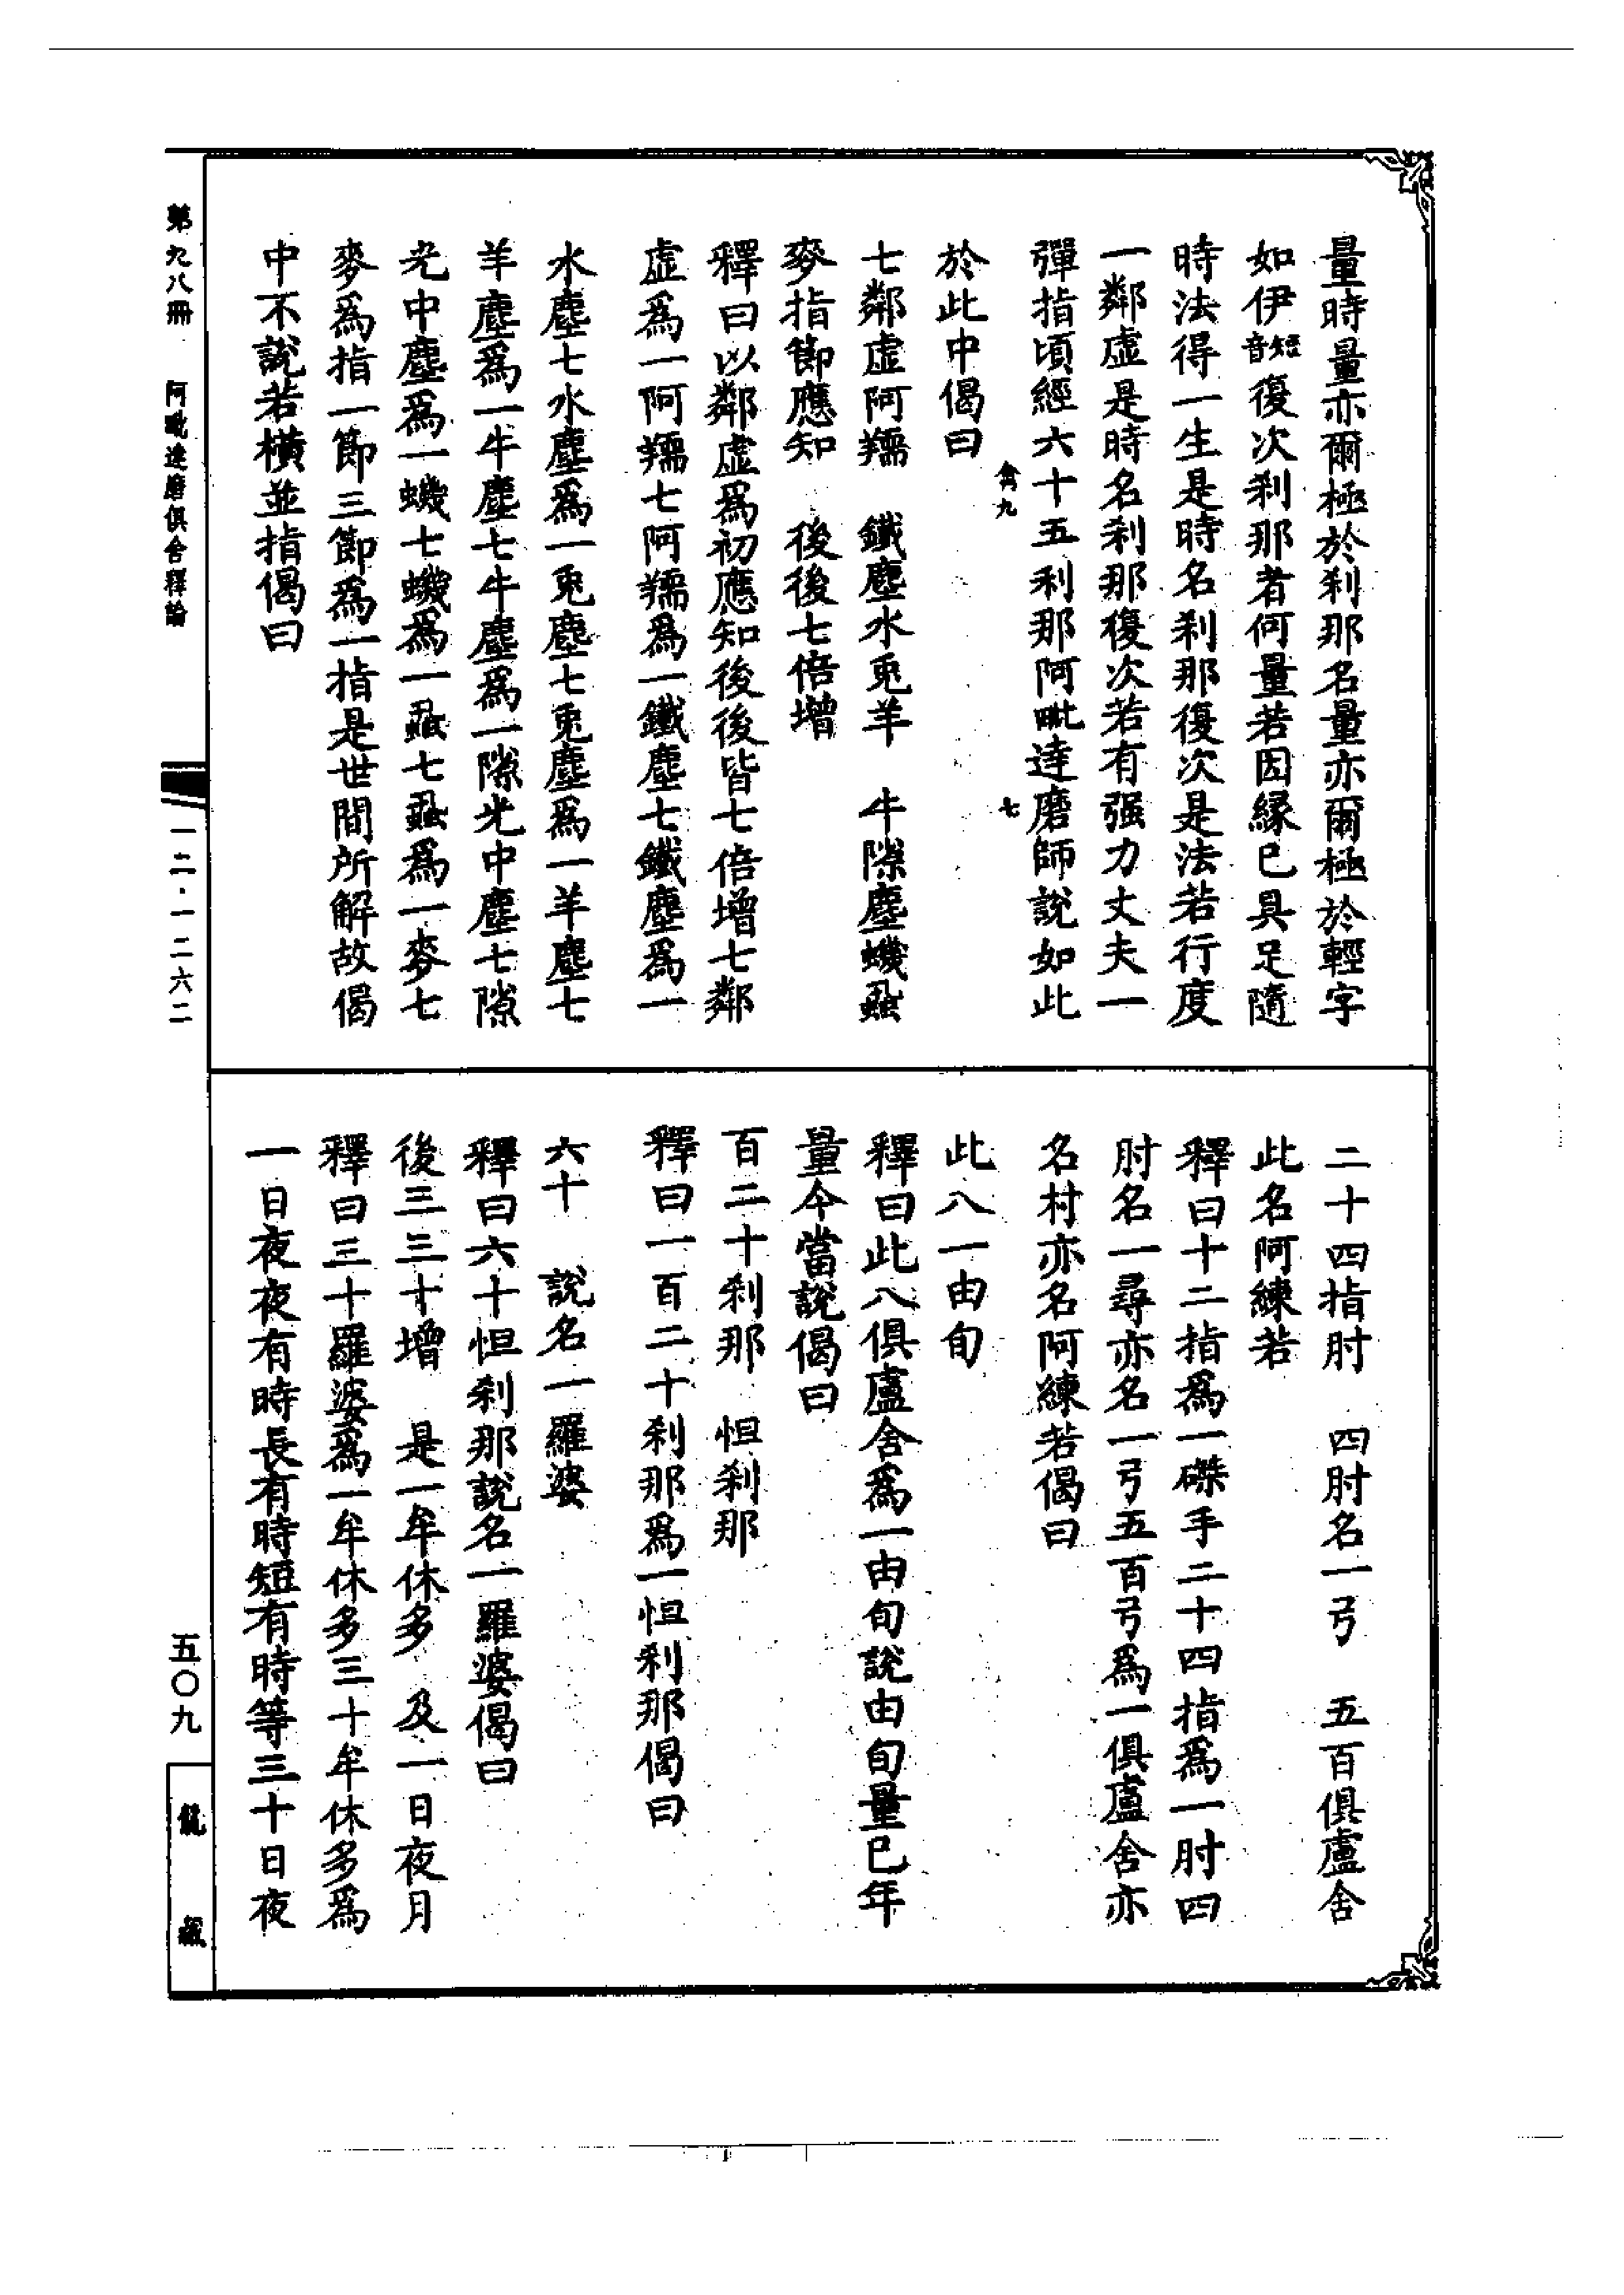 量時量亦爾極於刹那名量亦爾極於輕字
如伊短音復次刹那者何量若因緣已具足隨
時法得一生是時名刹那復次是法若行度
一鄰虛是時名刹那復次若有强力丈夫一
彈指頃經六十五刹那阿毗達磨師說如此
禽九 七
於此中偈曰
七鄰虛阿𦎡 鐵塵水兎羊 牛隙塵蟣虱
麥指節應知 後後七倍增
釋曰以鄰虛爲初應知後後皆七倍增七鄰
虛爲一阿𦎡七阿𦎡爲一鐵塵七鐵塵爲一
水塵七水塵爲一兎塵七兎塵爲一羊塵七
羊塵爲一牛塵七牛塵爲一隙光中塵七隙
光中塵爲一蟣七蟣爲一虱七虱爲一麥七
麥爲指一節三節爲一指是世間所解故偈
中不說若橫並指偈曰
二十四指肘 四肘名一弓 五百俱盧舍
此名阿練若
釋曰十二指爲一磔手二十四指爲一肘四
肘名一尋亦名一弓五百弓爲一俱盧舍亦
名村亦名阿練若偈曰
此八一由旬
釋曰此八俱盧舍爲一由旬說由旬量已年
量今當說偈曰
百二十刹那 怛刹那
釋曰一百二十刹那爲一怛刹那偈曰
六十 說名一羅婆
釋曰六十怛刹那說名一羅婆偈曰
後三三十增 是一牟休多 及一日夜月
釋曰三十羅婆爲一牟休多三十牟休多爲
一日夜夜有時長有時短有時等三十日夜
第九八冊 阿毗達磨俱舍釋論
一二·一二六二
五〇九
龍藏